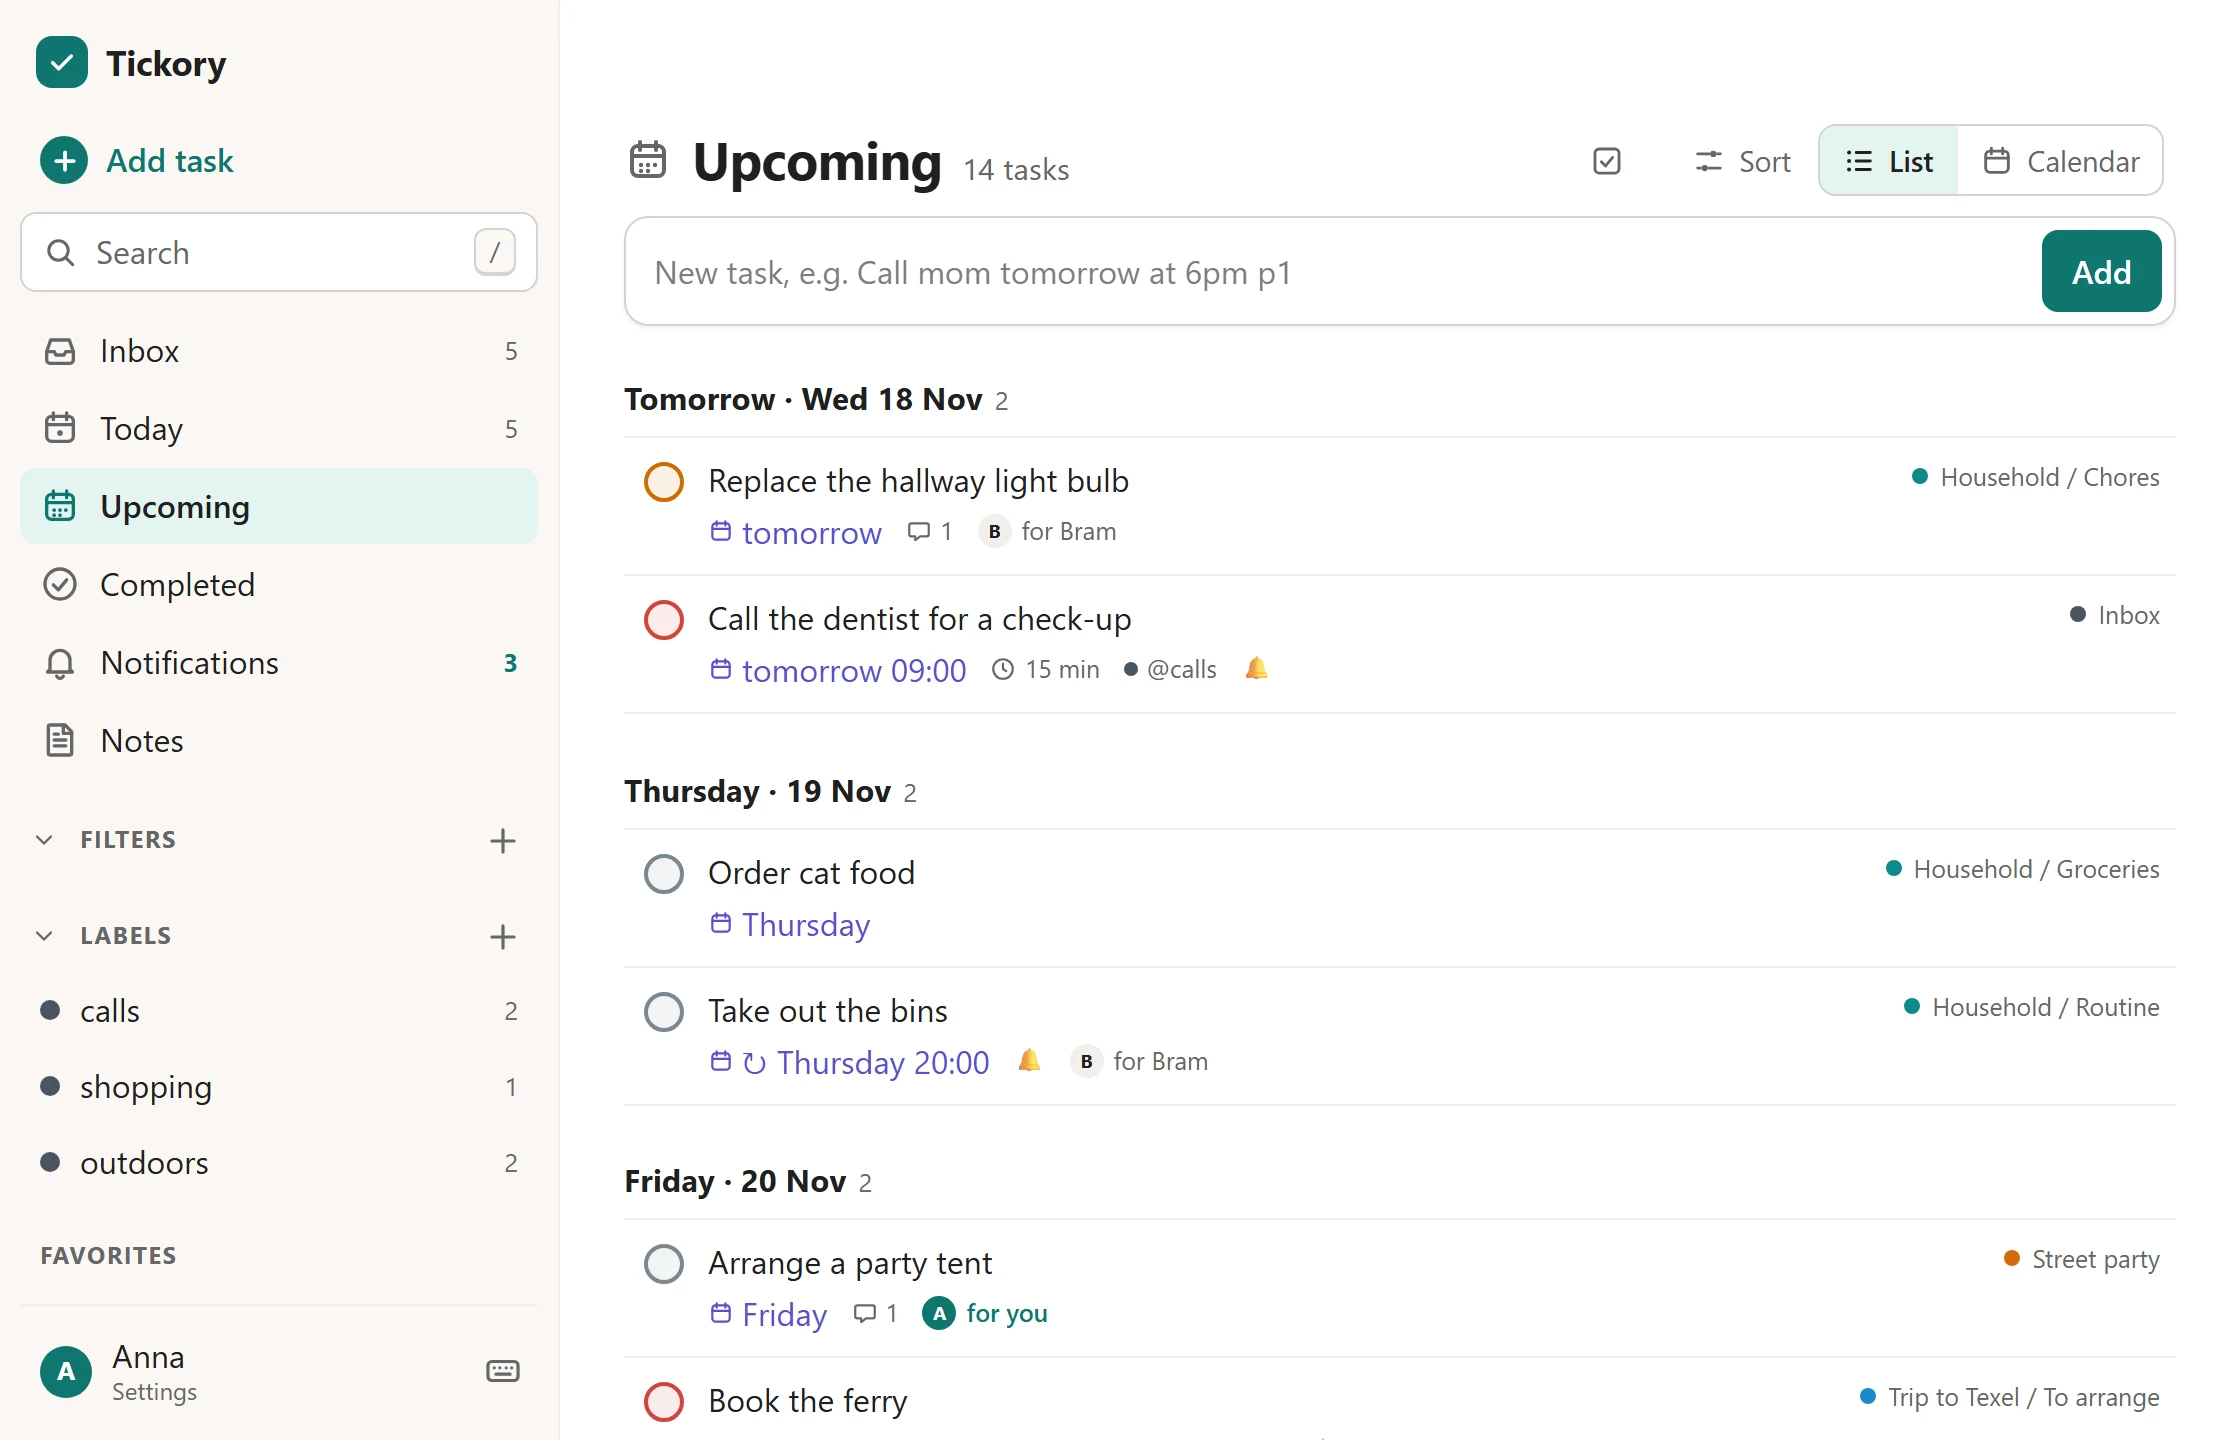 Tickory
Add task
Search /
Inbox 5
Today 5
Upcoming
Completed
Notifications 3
Notes
FILTERS
LABELS
calls 2
shopping 1
outdoors 2
FAVORITES
A Anna
Settings
Upcoming 14 tasks
Sort List Calendar
New task, e.g. Call mom tomorrow at 6pm p1 Add
Tomorrow · Wed 18 Nov 2
Replace the hallway light bulb Household / Chores
tomorrow 1 B for Bram
Call the dentist for a check-up Inbox
tomorrow 09:00 15 min @calls
Thursday · 19 Nov 2
Order cat food Household / Groceries
Thursday
Take out the bins Household / Routine
Thursday 20:00 B for Bram
Friday · 20 Nov 2
Arrange a party tent Street party
Friday 1 A for you
Book the ferry Trip to Texel / To arrange